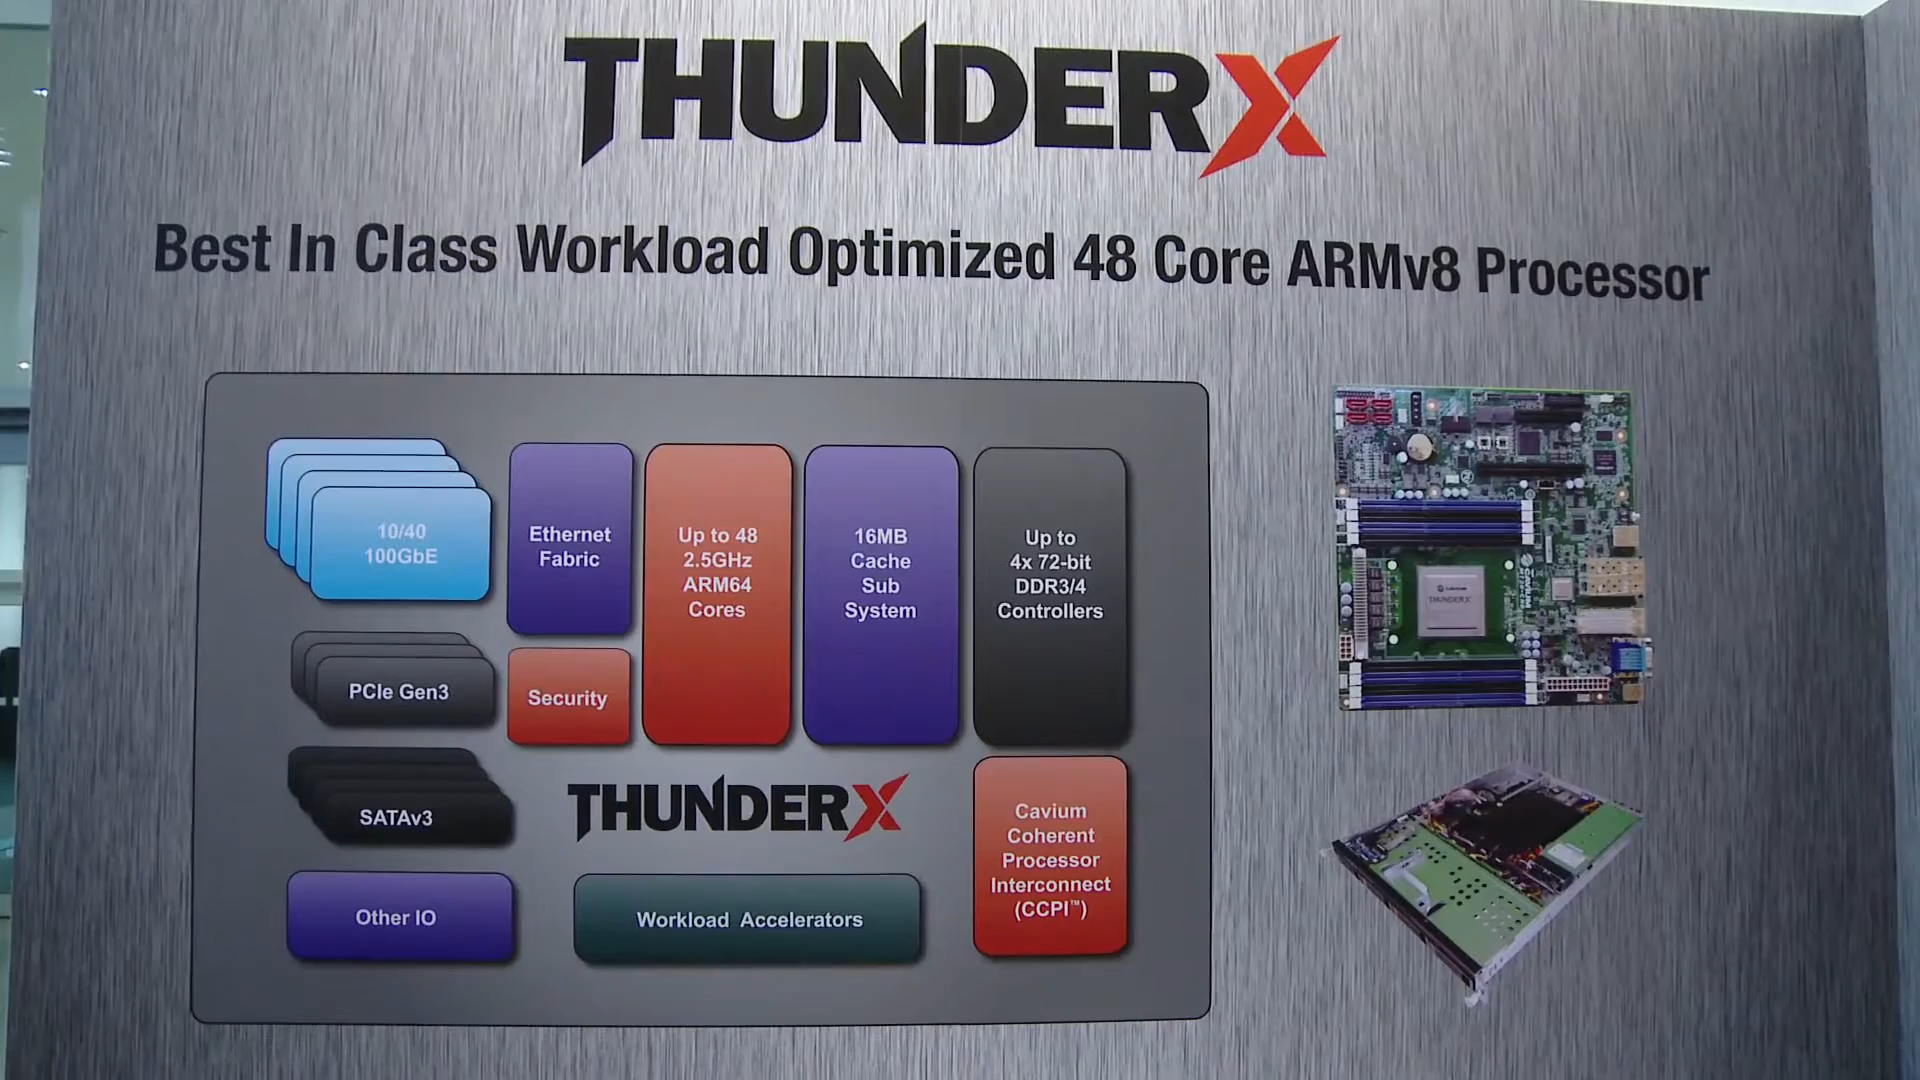 THUNDERX
Best In Class Workload Optimized 48 Core ARMv8 Processor
10/40
100GbE
Ethernet
Fabric
Up to 48
2.5GHz
ARM64
Cores
16MB
Cache
Sub
System
Up to
4x 72-bit
DDR3/4
Controllers
PCIe Gen3
Security
SATAv3
THUNDERX
Other IO
Workload Accelerators
Cavium
Coherent
Processor
Interconnect
(CCPI™)
THUNDERX
CAVIUM